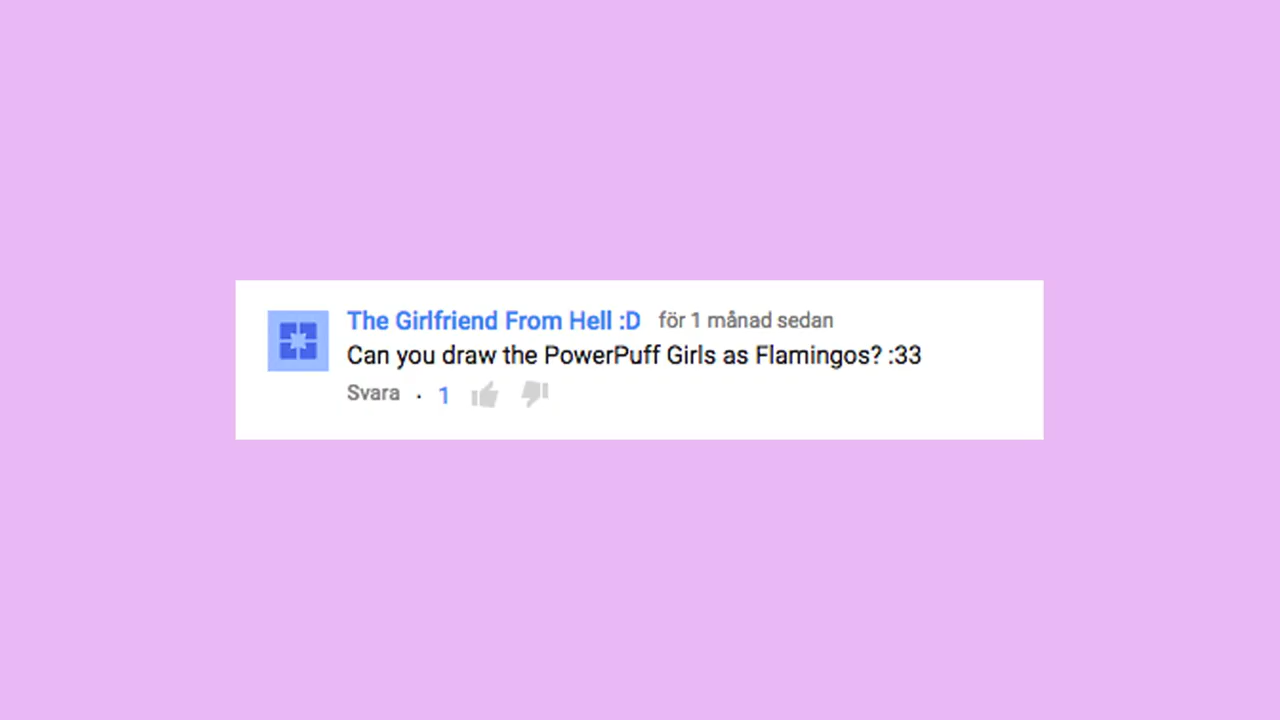 The Girlfriend From Hell :D för 1 månad sedan
Can you draw the PowerPuff Girls as Flamingos? :33
Svara · 1